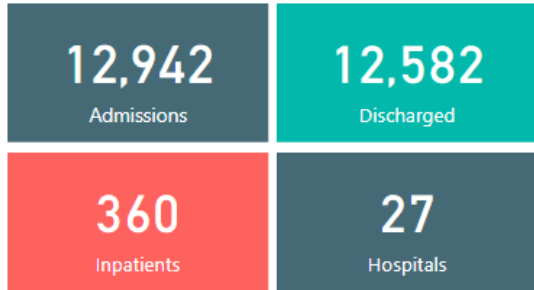 12,942
Admissions
12,582
Discharged
360
Inpatients
27
Hospitals